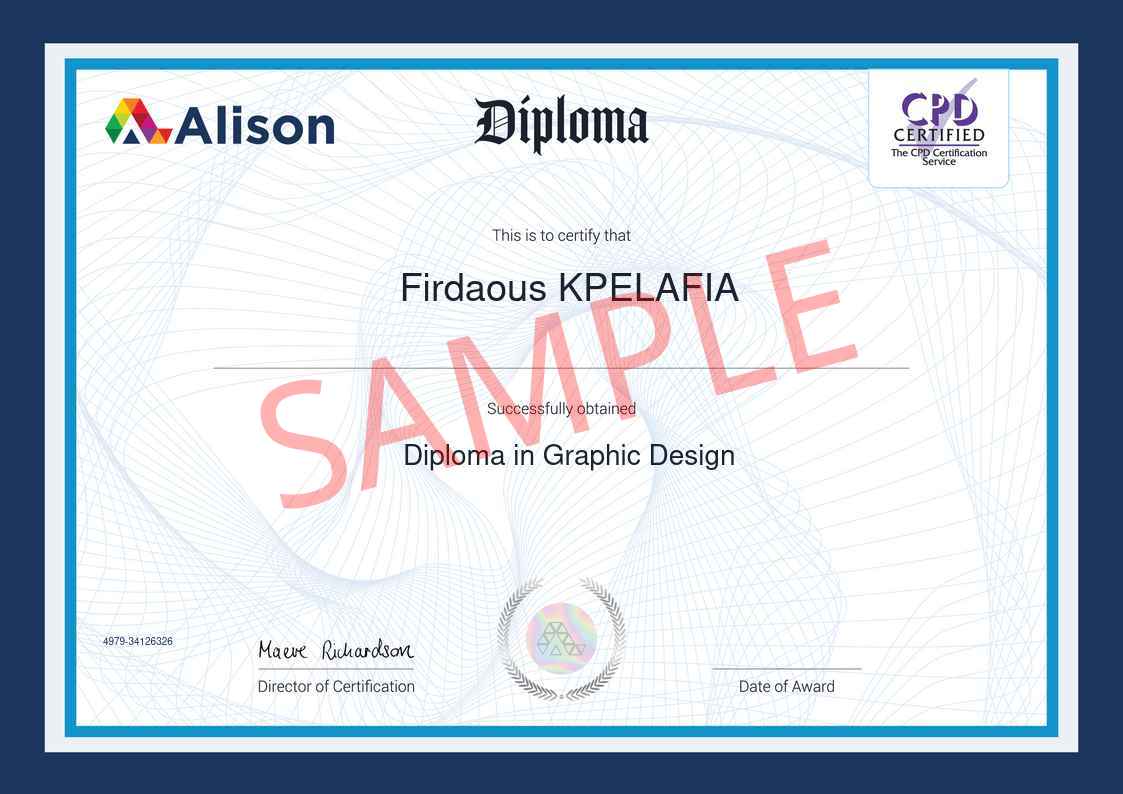 Alison
Diploma
CPD
CERTIFIED
The CPD Certification
Service
This is to certify that
Firdaous KPELAFIA
SAMPLE
Successfully obtained
Diploma in Graphic Design
4979-34126326
Maeve Richardson
Director of Certification
Date of Award